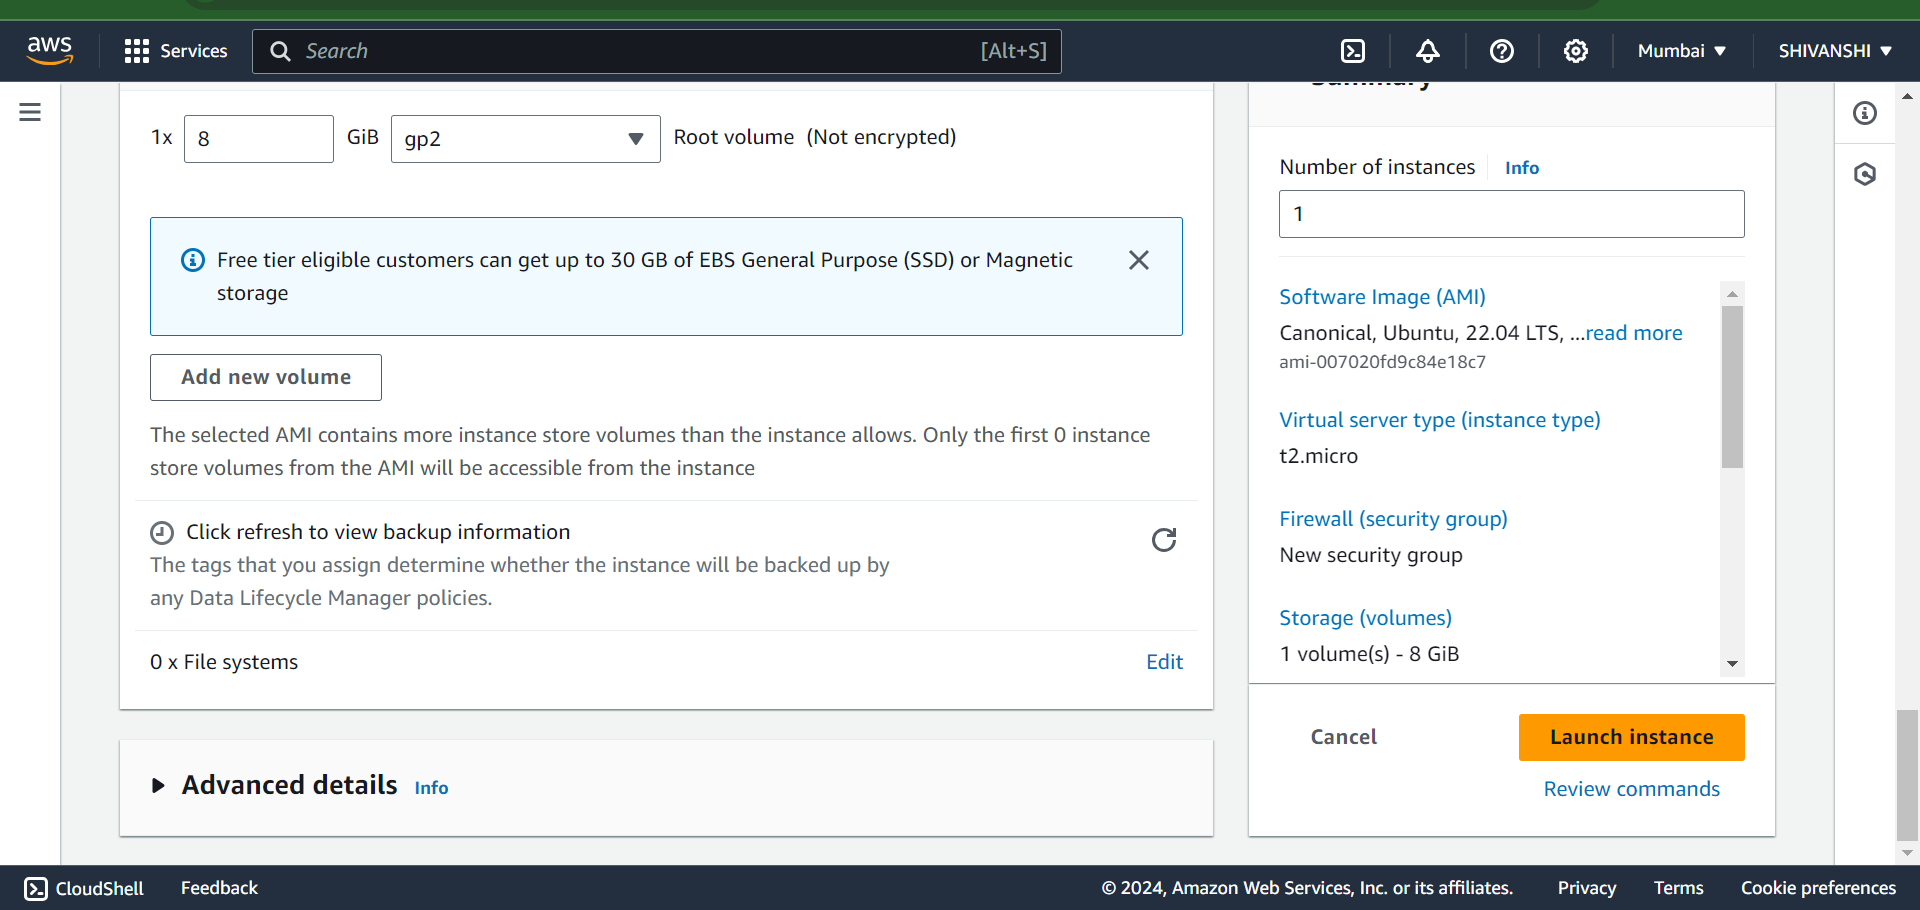 aws
Services
Search
[Alt+S]
Mumbai
SHIVANSHI
1x
8
GiB
gp2
Root volume (Not encrypted)
Free tier eligible customers can get up to 30 GB of EBS General Purpose (SSD) or Magnetic
storage
Add new volume
The selected AMI contains more instance store volumes than the instance allows. Only the first 0 instance
store volumes from the AMI will be accessible from the instance
Click refresh to view backup information
The tags that you assign determine whether the instance will be backed up by
any Data Lifecycle Manager policies.
0 x File systems
Edit
Advanced details
Info
Summary
Number of instances
Info
1
Software Image (AMI)
Canonical, Ubuntu, 22.04 LTS, ...read more
ami-007020fd9c84e18c7
Virtual server type (instance type)
t2.micro
Firewall (security group)
New security group
Storage (volumes)
1 volume(s) - 8 GiB
Cancel
Launch instance
Review commands
CloudShell
Feedback
© 2024, Amazon Web Services, Inc. or its affiliates.
Privacy
Terms
Cookie preferences